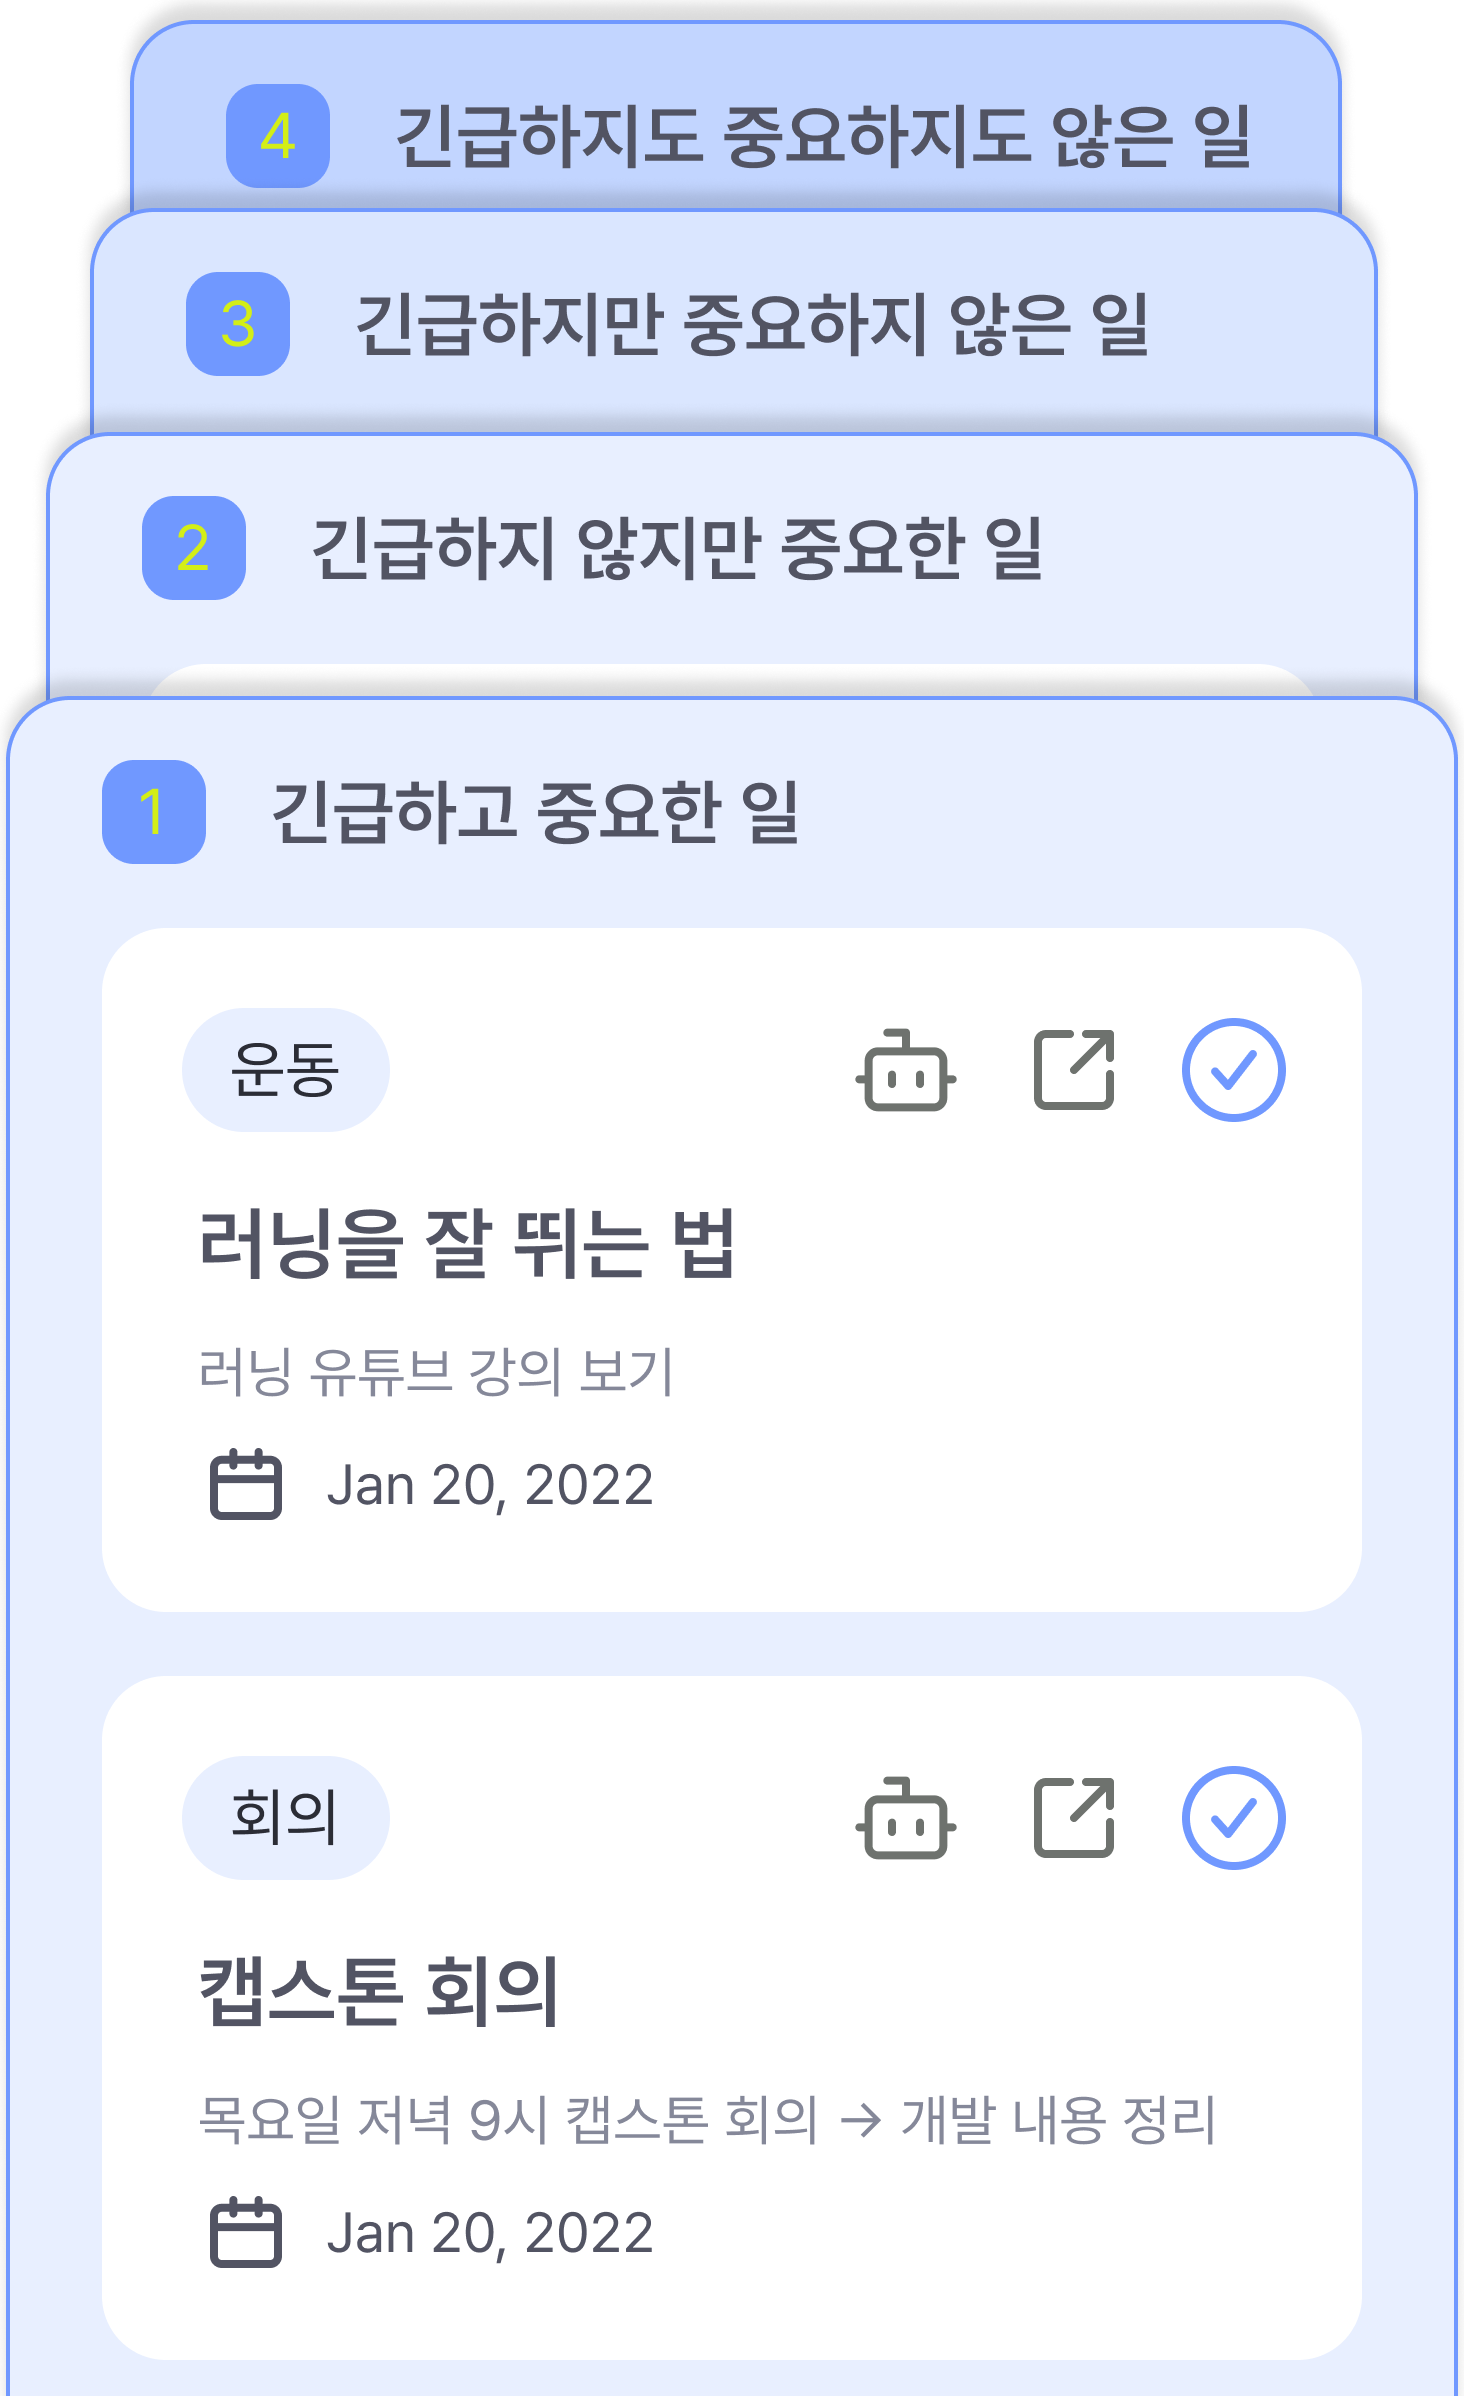 4 긴급하지도 중요하지도 않은 일
3 긴급하지만 중요하지 않은 일
2 긴급하지 않지만 중요한 일
1 긴급하고 중요한 일
운동
러닝을 잘 뛰는 법
러닝 유튜브 강의 보기
Jan 20, 2022
회의
캡스톤 회의
목요일 저녁 9시 캡스톤 회의 → 개발 내용 정리
Jan 20, 2022